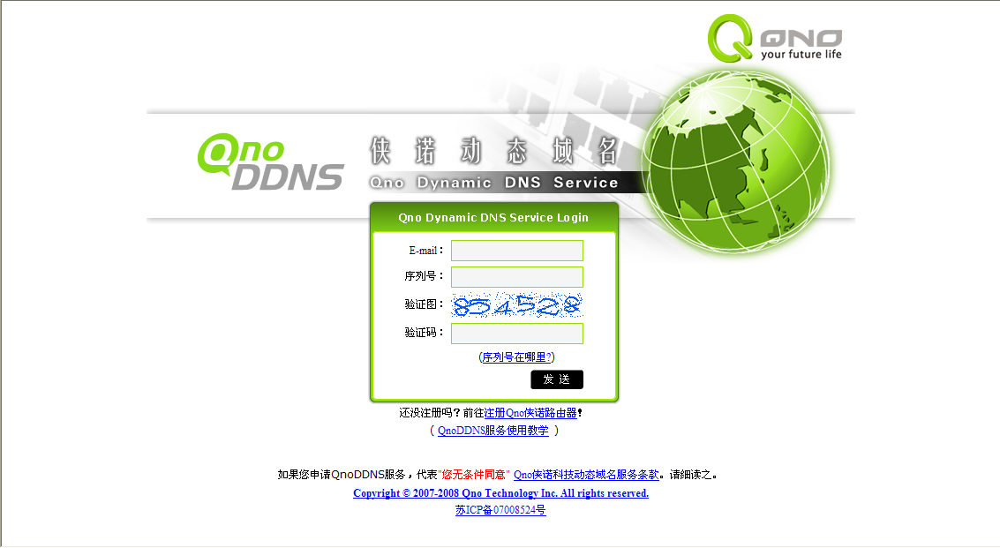 QNO
your future life
Qno
DDNS
侠诺动态域名
Qno Dynamic DNS Service
Qno Dynamic DNS Service Login
E-mail：
序列号：
验证图： 854528
验证码：
(序列号在哪里?)
发 送
还没注册吗？前往注册Qno侠诺路由器！
( QnoDDNS服务使用教学 )
如果您申请QnoDDNS服务，代表"您无条件同意" Qno侠诺科技动态域名服务条款。请细读之。
Copyright © 2007-2008 Qno Technology Inc. All rights reserved.
苏ICP备07008524号